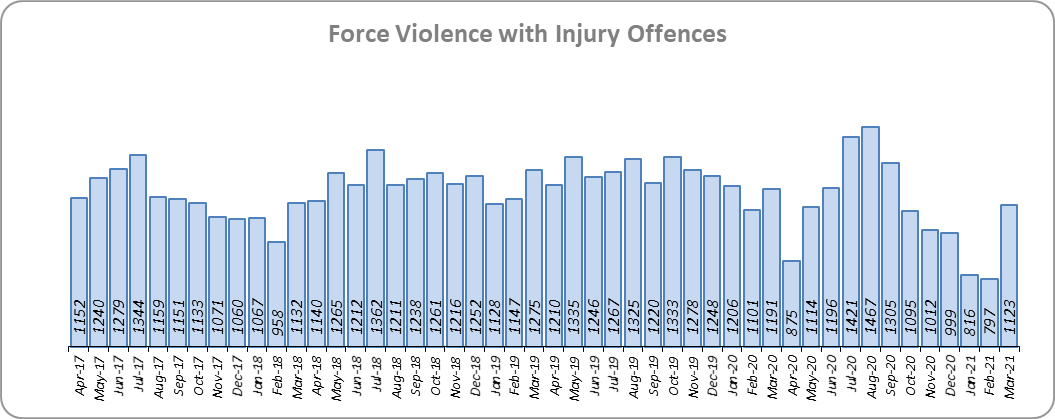 Force Violence with Injury Offences
1152 1240 1279 1344 1159 1151 1133 1071 1060 1067 958 1132 1140 1265 1212 1362 1211 1238 1261 1216 1252 1128 1147 1275 1210 1335 1246 1267 1325 1220 1333 1278 1248 1206 1101 1191 875 1114 1196 1421 1467 1305 1095 1012 999 816 797 1123
Apr-17 May-17 Jun-17 Jul-17 Aug-17 Sep-17 Oct-17 Nov-17 Dec-17 Jan-18 Feb-18 Mar-18 Apr-18 May-18 Jun-18 Jul-18 Aug-18 Sep-18 Oct-18 Nov-18 Dec-18 Jan-19 Feb-19 Mar-19 Apr-19 May-19 Jun-19 Jul-19 Aug-19 Sep-19 Oct-19 Nov-19 Dec-19 Jan-20 Feb-20 Mar-20 Apr-20 May-20 Jun-20 Jul-20 Aug-20 Sep-20 Oct-20 Nov-20 Dec-20 Jan-21 Feb-21 Mar-21